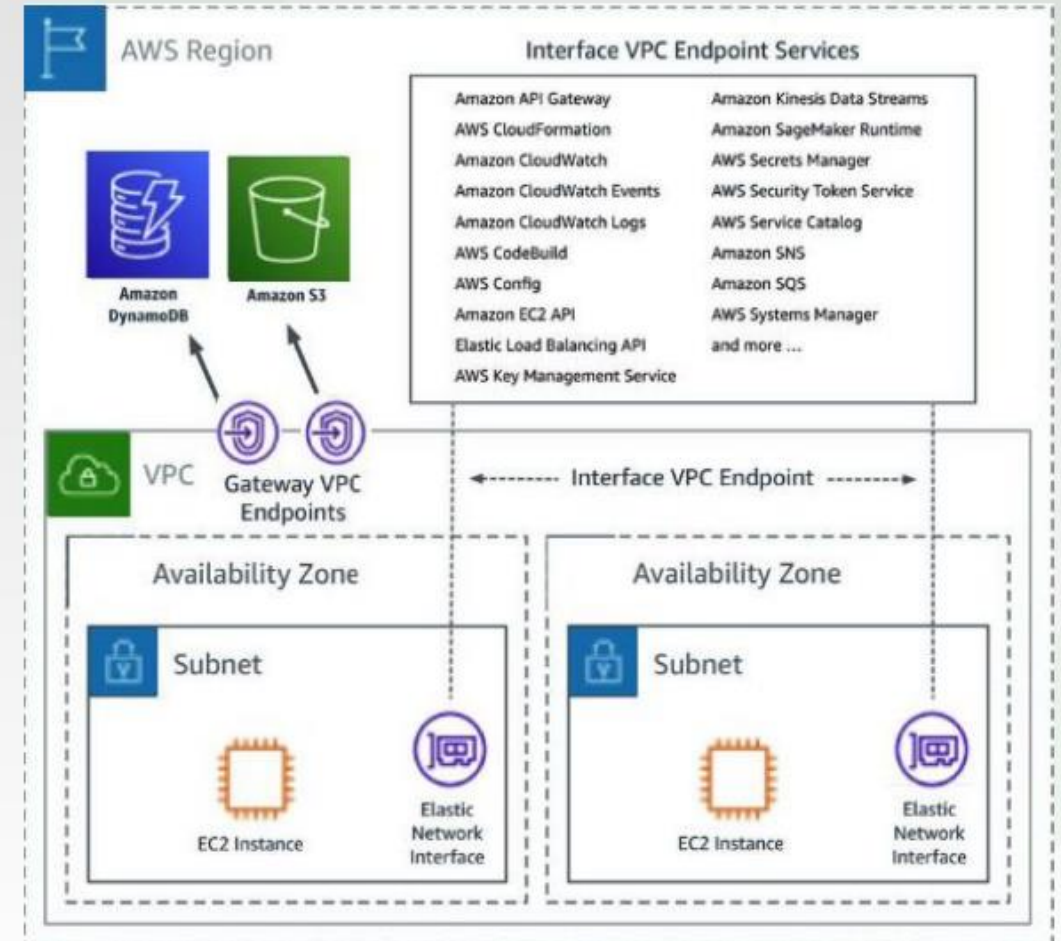 AWS Region
Interface VPC Endpoint Services
Amazon API Gateway
AWS CloudFormation
Amazon CloudWatch
Amazon CloudWatch Events
Amazon CloudWatch Logs
AWS CodeBuild
AWS Config
Amazon EC2 API
Elastic Load Balancing API
AWS Key Management Service
Amazon Kinesis Data Streams
Amazon SageMaker Runtime
AWS Secrets Manager
AWS Security Token Service
AWS Service Catalog
Amazon SNS
Amazon SQS
AWS Systems Manager
and more ...
Amazon
DynamoDB
Amazon S3
VPC
Gateway VPC
Endpoints
Interface VPC Endpoint
Availability Zone
Subnet
EC2 Instance
Elastic
Network
Interface
Availability Zone
Subnet
EC2 Instance
Elastic
Network
Interface